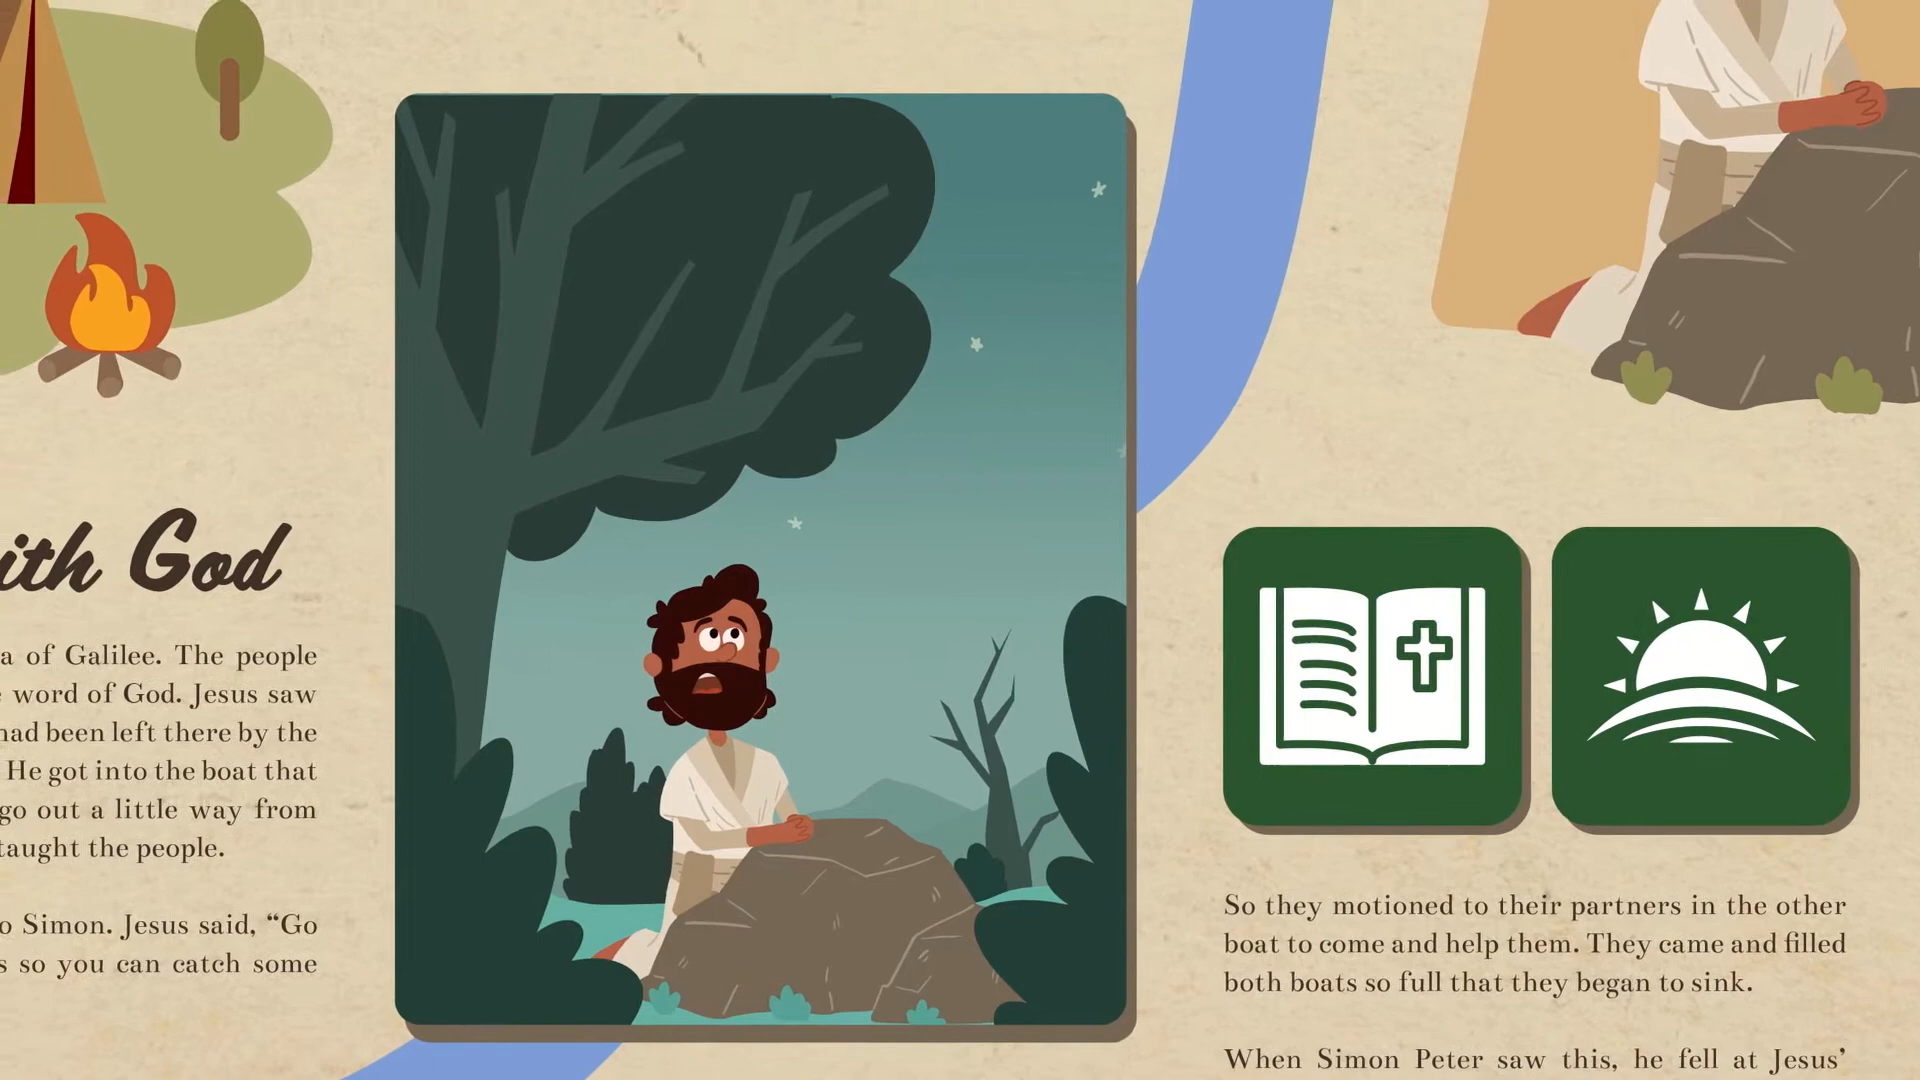 ith God
a of Galilee. The people
word of God. Jesus saw
had been left there by the
He got into the boat that
go out a little way from
taught the people.
o Simon. Jesus said, “Go
s so you can catch some
So they motioned to their partners in the other
boat to come and help them. They came and filled
both boats so full that they began to sink.
When Simon Peter saw this, he fell at Jesus’